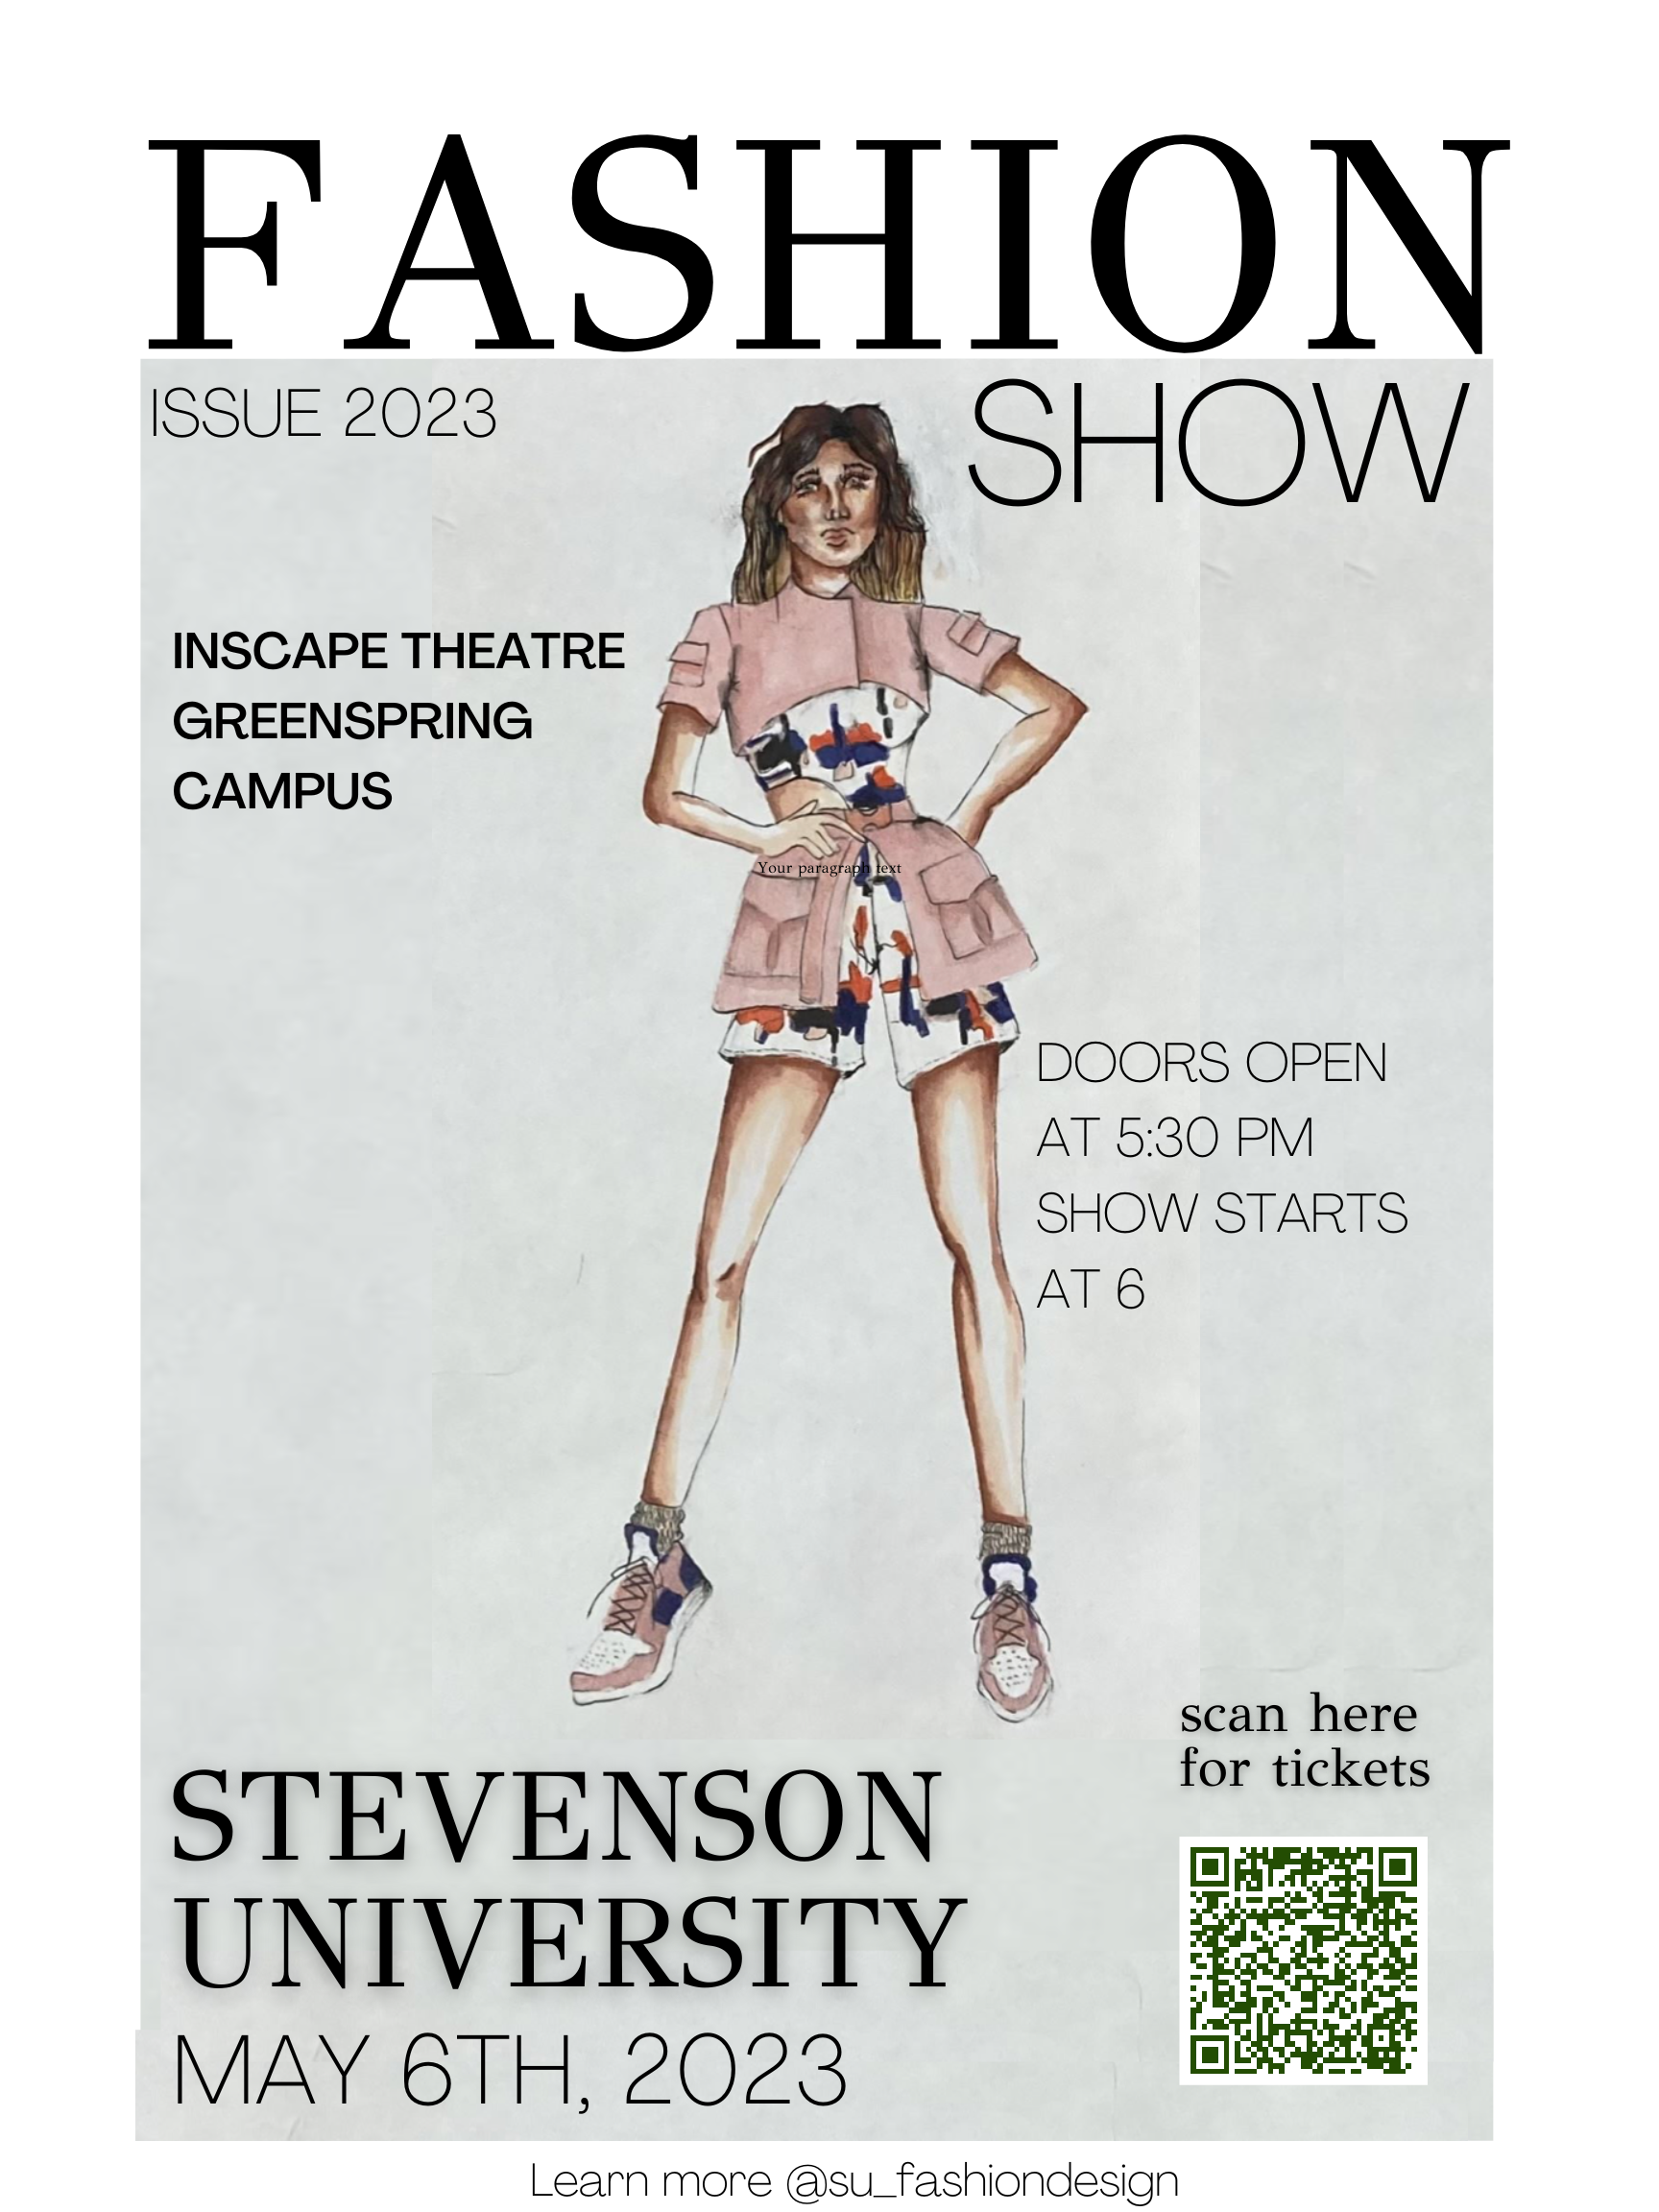 FASHION
ISSUE 2023
SHOW
INSCAPE THEATRE
GREENSPRING
CAMPUS
Your paragraph text
DOORS OPEN
AT 5:30 PM
SHOW STARTS
AT 6
scan here
for tickets
STEVENSON
UNIVERSITY
MAY 6TH, 2023
Learn more @su_fashiondesign